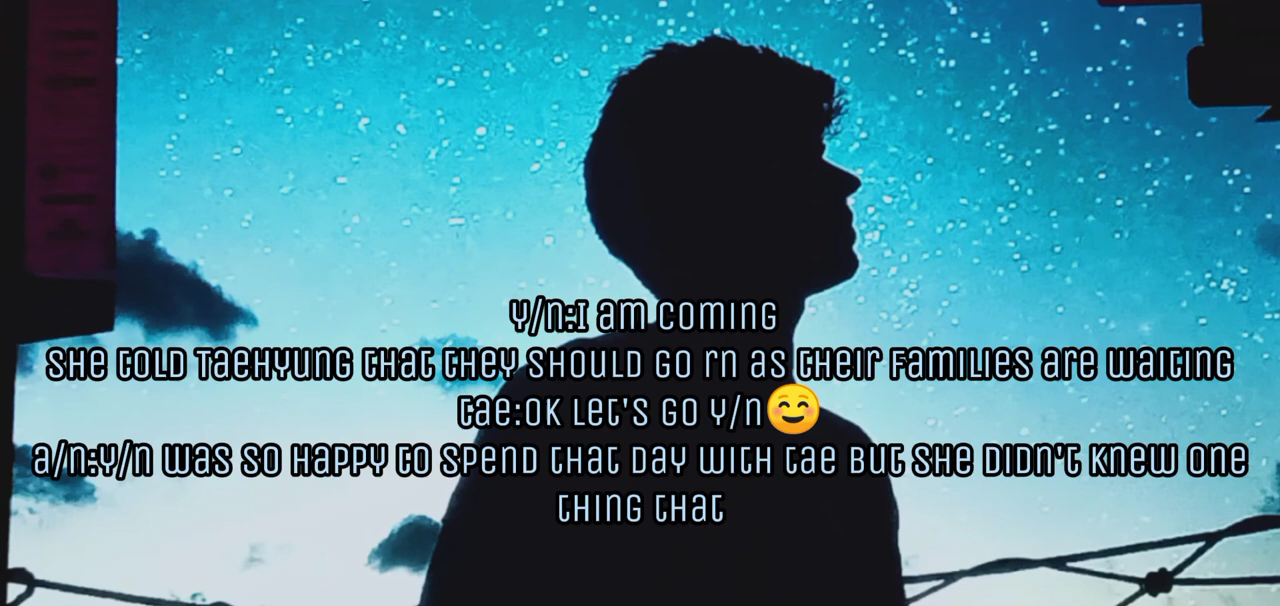 Y/n:I am coming
She told Taehyung that they should go rn as their families are waiting
tae:ok let's go y/n☺️
a/n:Y/n was so happy to spend that day with tae but she didn't knew one
thing that